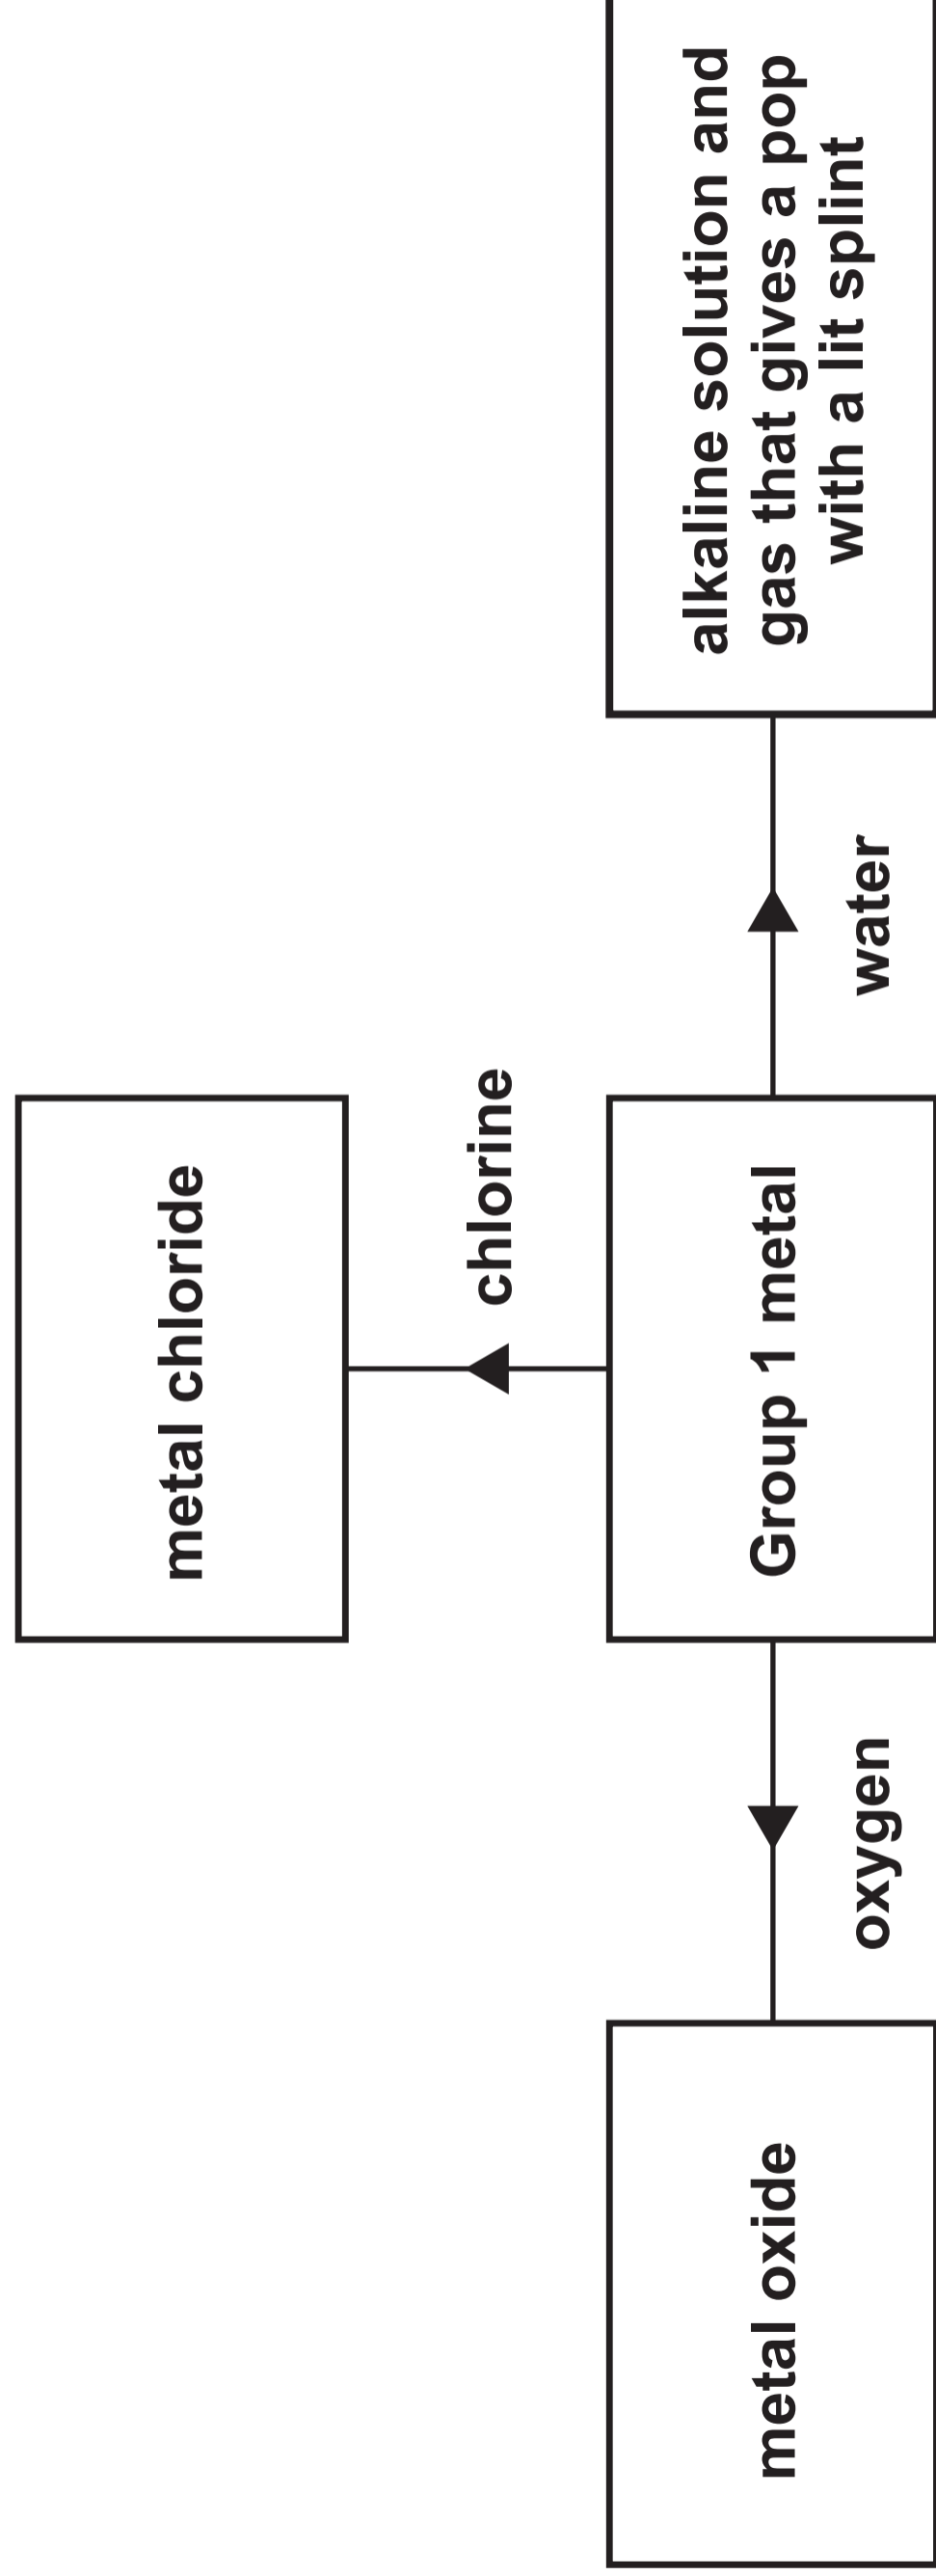 metal chloride
chlorine
metal oxide
oxygen
Group 1 metal
water
alkaline solution and
gas that gives a pop
with a lit splint